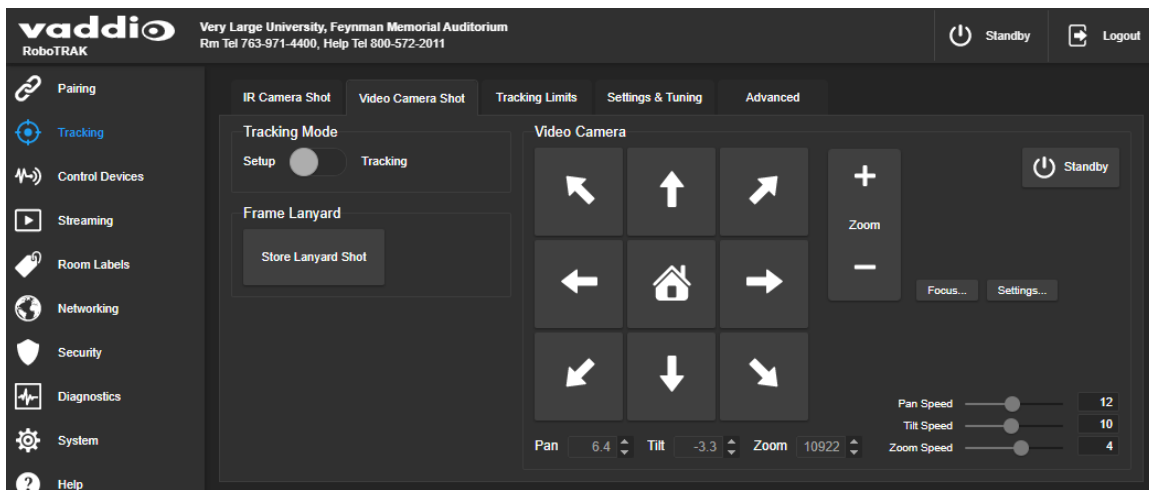 vaddio
RoboTRAK
Very Large University, Feynman Memorial Auditorium
Rm Tel 763-971-4400, Help Tel 800-572-2011
Standby
Logout
Pairing
Tracking
Control Devices
Streaming
Room Labels
Networking
Security
Diagnostics
System
Help
IR Camera Shot
Video Camera Shot
Tracking Limits
Settings & Tuning
Advanced
Tracking Mode
Setup Tracking
Frame Lanyard
Store Lanyard Shot
Video Camera
+
Zoom
−
Standby
Focus...
Settings...
Pan Speed 12
Tilt Speed 10
Zoom Speed 4
Pan 6.4 Tilt -3.3 Zoom 10922